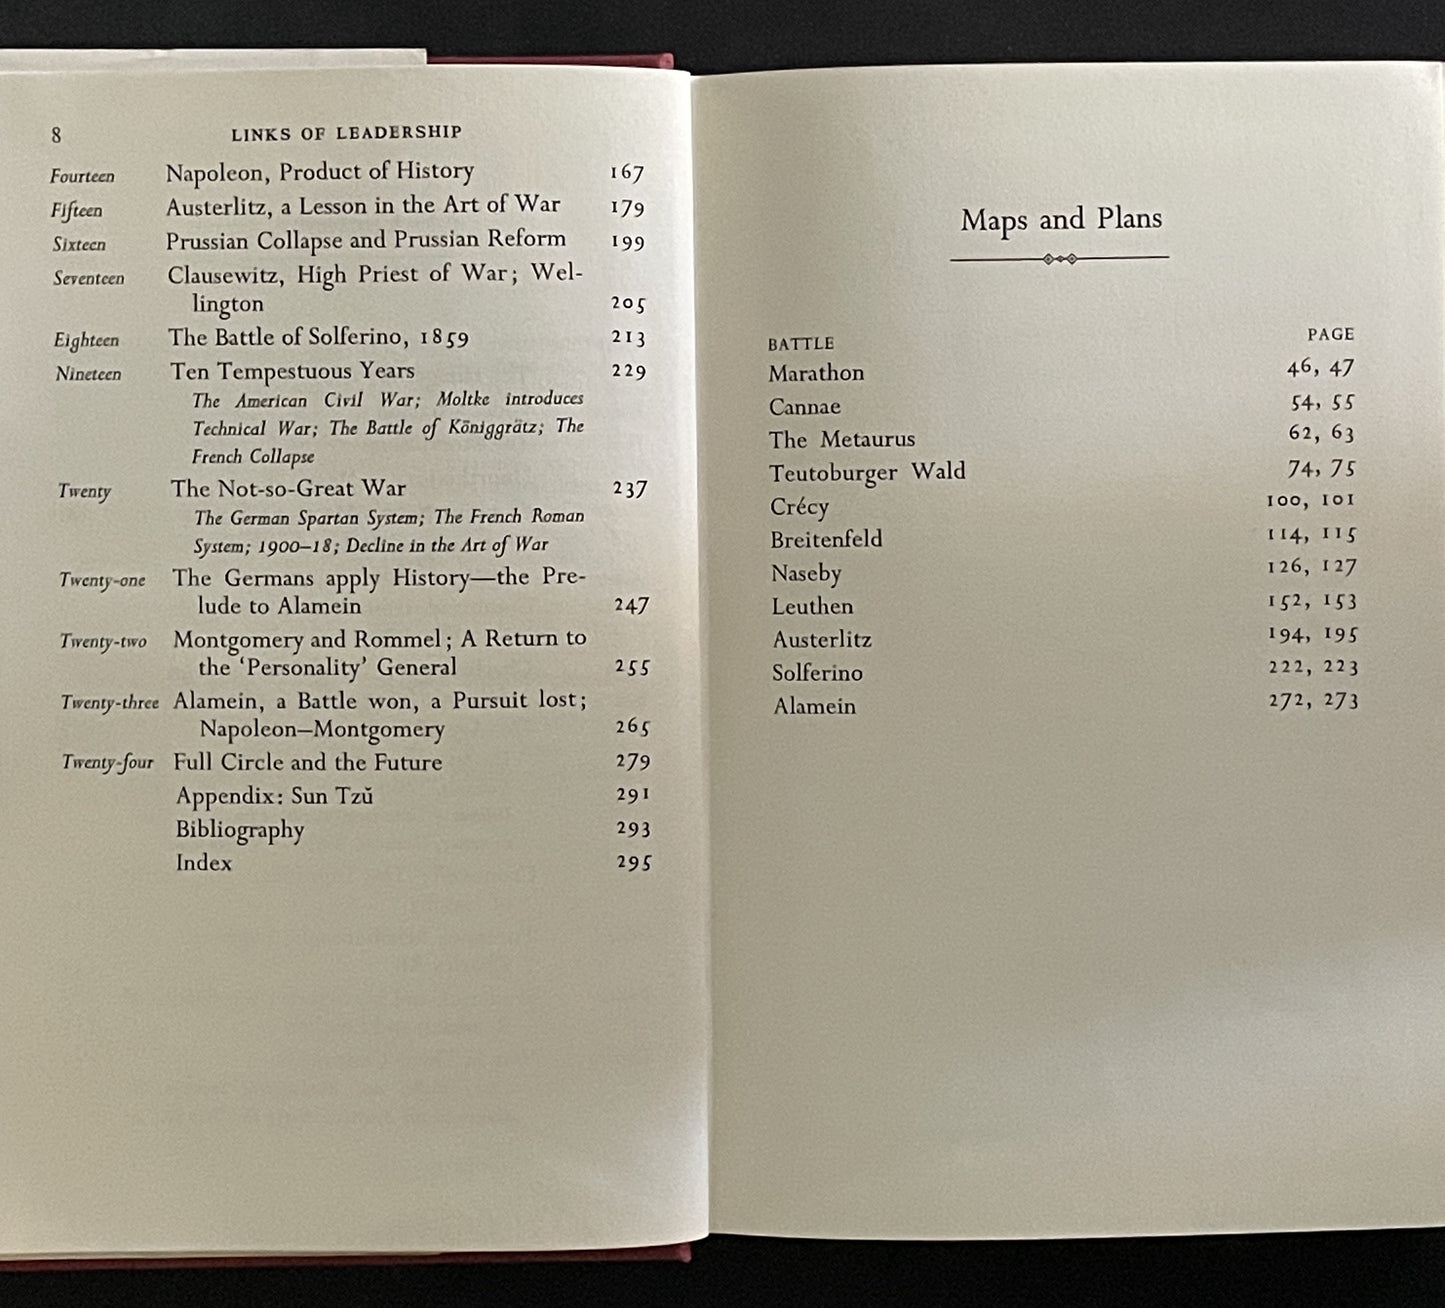 8 LINKS OF LEADERSHIP
Fourteen Napoleon, Product of History 167
Fifteen Austerlitz, a Lesson in the Art of War 179
Sixteen Prussian Collapse and Prussian Reform 199
Seventeen Clausewitz, High Priest of War; Wel-
lington 205
Eighteen The Battle of Solferino, 1859 213
Nineteen Ten Tempestuous Years 229
The American Civil War; Moltke introduces
Technical War; The Battle of Königgrätz; The
French Collapse
Twenty The Not-so-Great War 237
The German Spartan System; The French Roman
System; 1900–18; Decline in the Art of War
Twenty-one The Germans apply History—the Pre-
lude to Alamein 247
Twenty-two Montgomery and Rommel; A Return to
the ‘Personality’ General 255
Twenty-three Alamein, a Battle won, a Pursuit lost;
Napoleon–Montgomery 265
Twenty-four Full Circle and the Future 279
Appendix: Sun Tzŭ 291
Bibliography 293
Index 295
Maps and Plans
BATTLE PAGE
Marathon 46, 47
Cannae 54, 55
The Metaurus 62, 63
Teutoburger Wald 74, 75
Crécy 100, 101
Breitenfeld 114, 115
Naseby 126, 127
Leuthen 152, 153
Austerlitz 194, 195
Solferino 222, 223
Alamein 272, 273